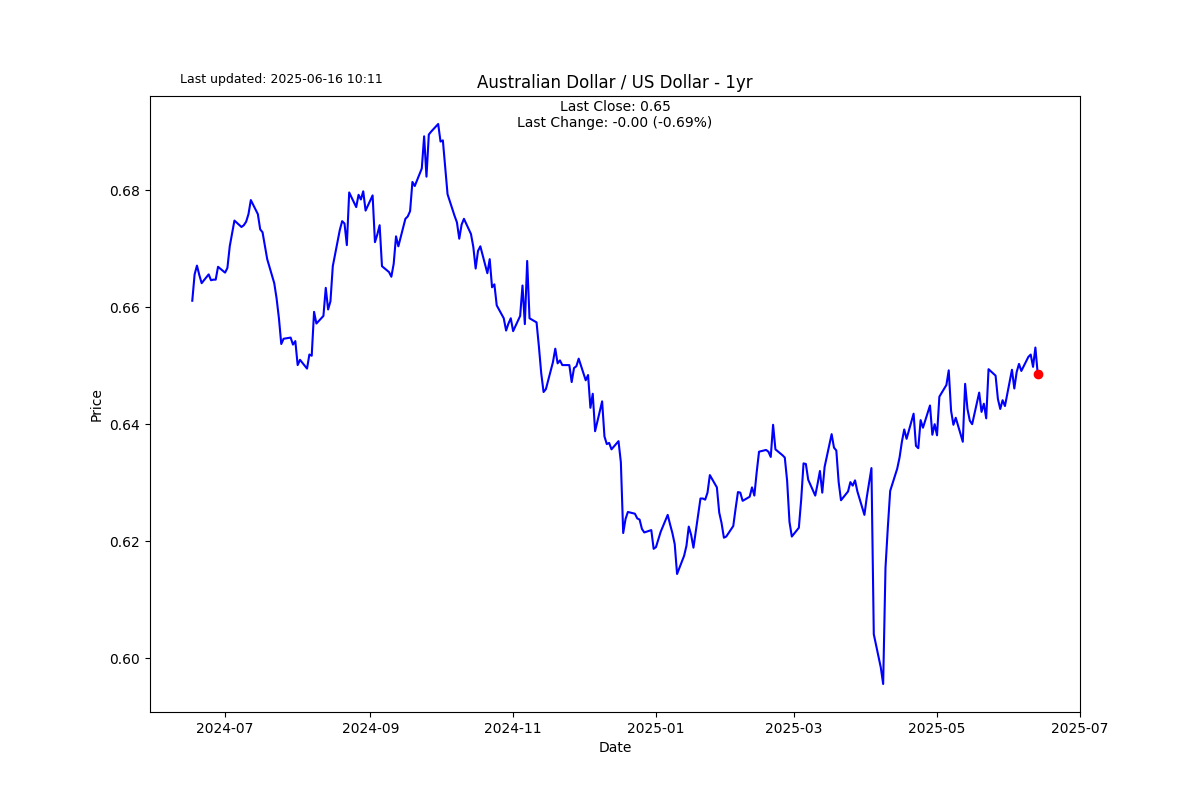 Last updated: 2025-06-16 10:11
Australian Dollar / US Dollar - 1yr
Last Close: 0.65
Last Change: -0.00 (-0.69%)
Price
0.68
0.66
0.64
0.62
0.60
2024-07 2024-09 2024-11 2025-01 2025-03 2025-05 2025-07
Date